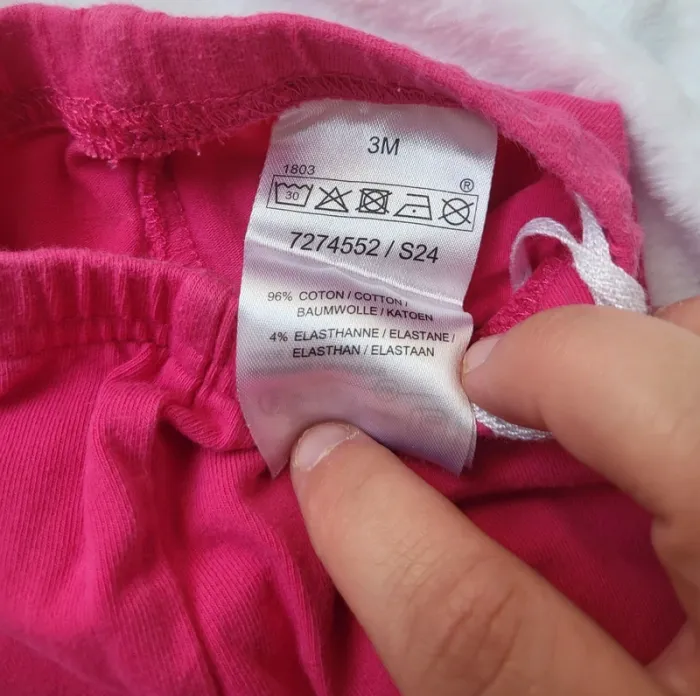 3M
1803
®
30
7274552 / S24
96% COTON / COTTON /
BAUMWOLLE / KATOEN
4% ELASTHANNE / ELASTANE /
ELASTHAN / ELASTAAN